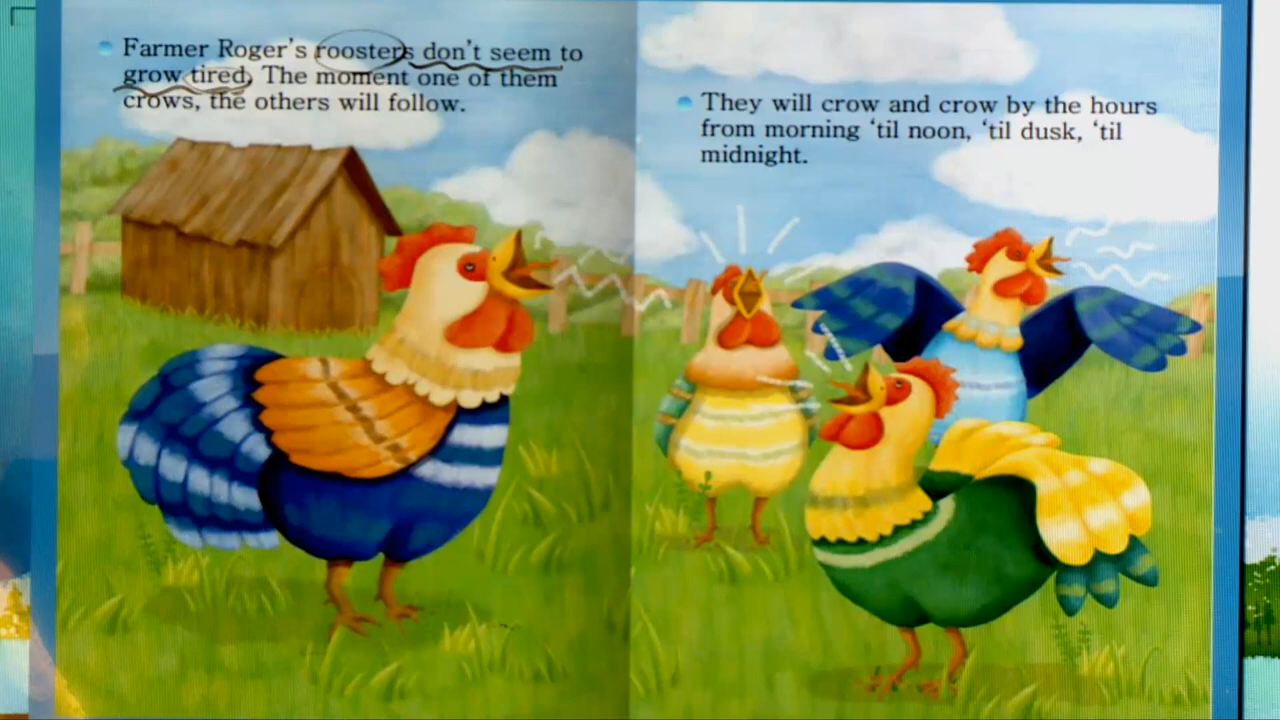 Farmer Roger's roosters don't seem to
grow tired. The moment one of them
crows, the others will follow.
They will crow and crow by the hours
from morning 'til noon, 'til dusk, 'til
midnight.